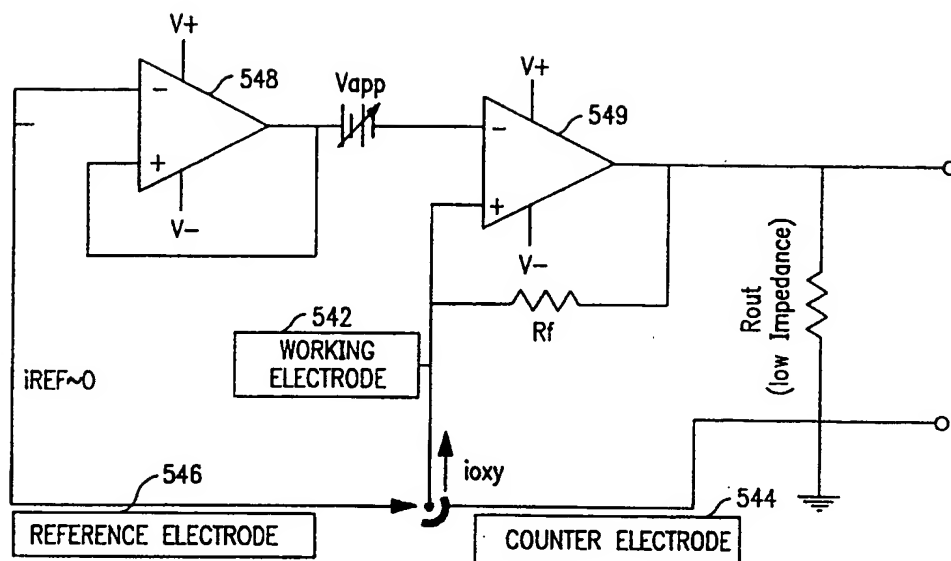 V+
548
Vapp
V+
549
−
+
V−
−
+
V−
Rf
Rout
(low Impedance)
542
WORKING
ELECTRODE
iREF~0
ioxy
546
REFERENCE ELECTRODE
544
COUNTER ELECTRODE